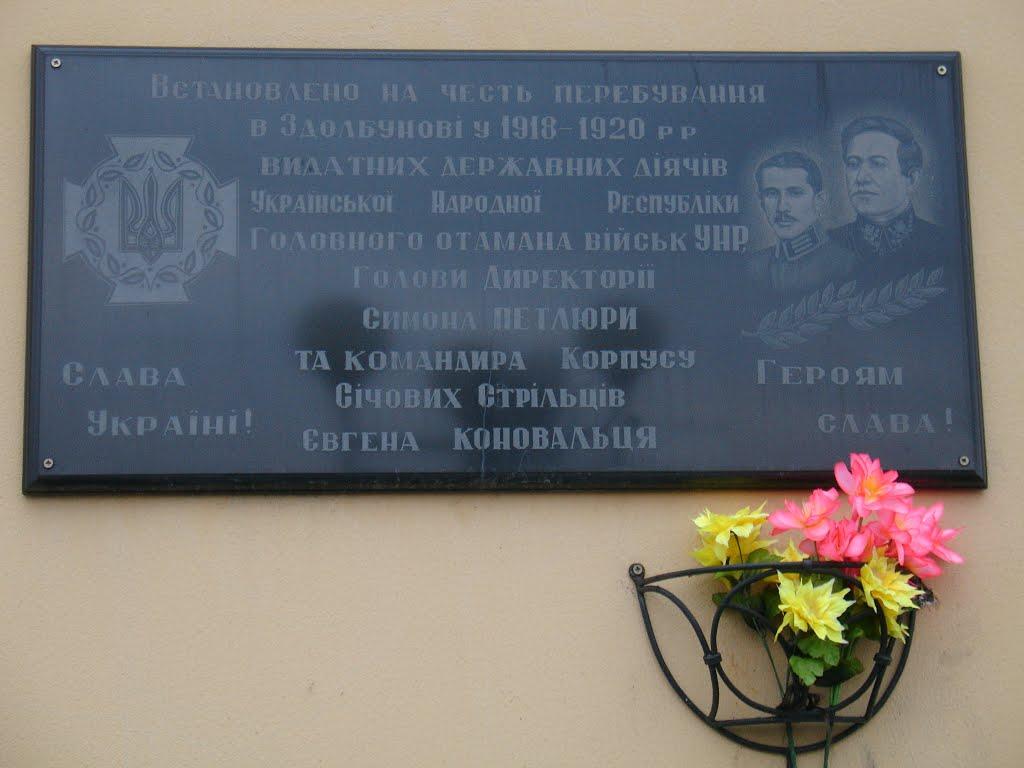 Встановлено на честь перебування
в Здолбунові у 1918-1920 р р
видатних державних діячів
Української Народної Республіки
Головного отамана військ УНР,
Голови Директорії
Симона ПЕТЛЮРИ
та командира Корпусу
Січових Стрільців
Євгена КОНОВАЛЬЦЯ
Слава
Україні!
Героям
слава!